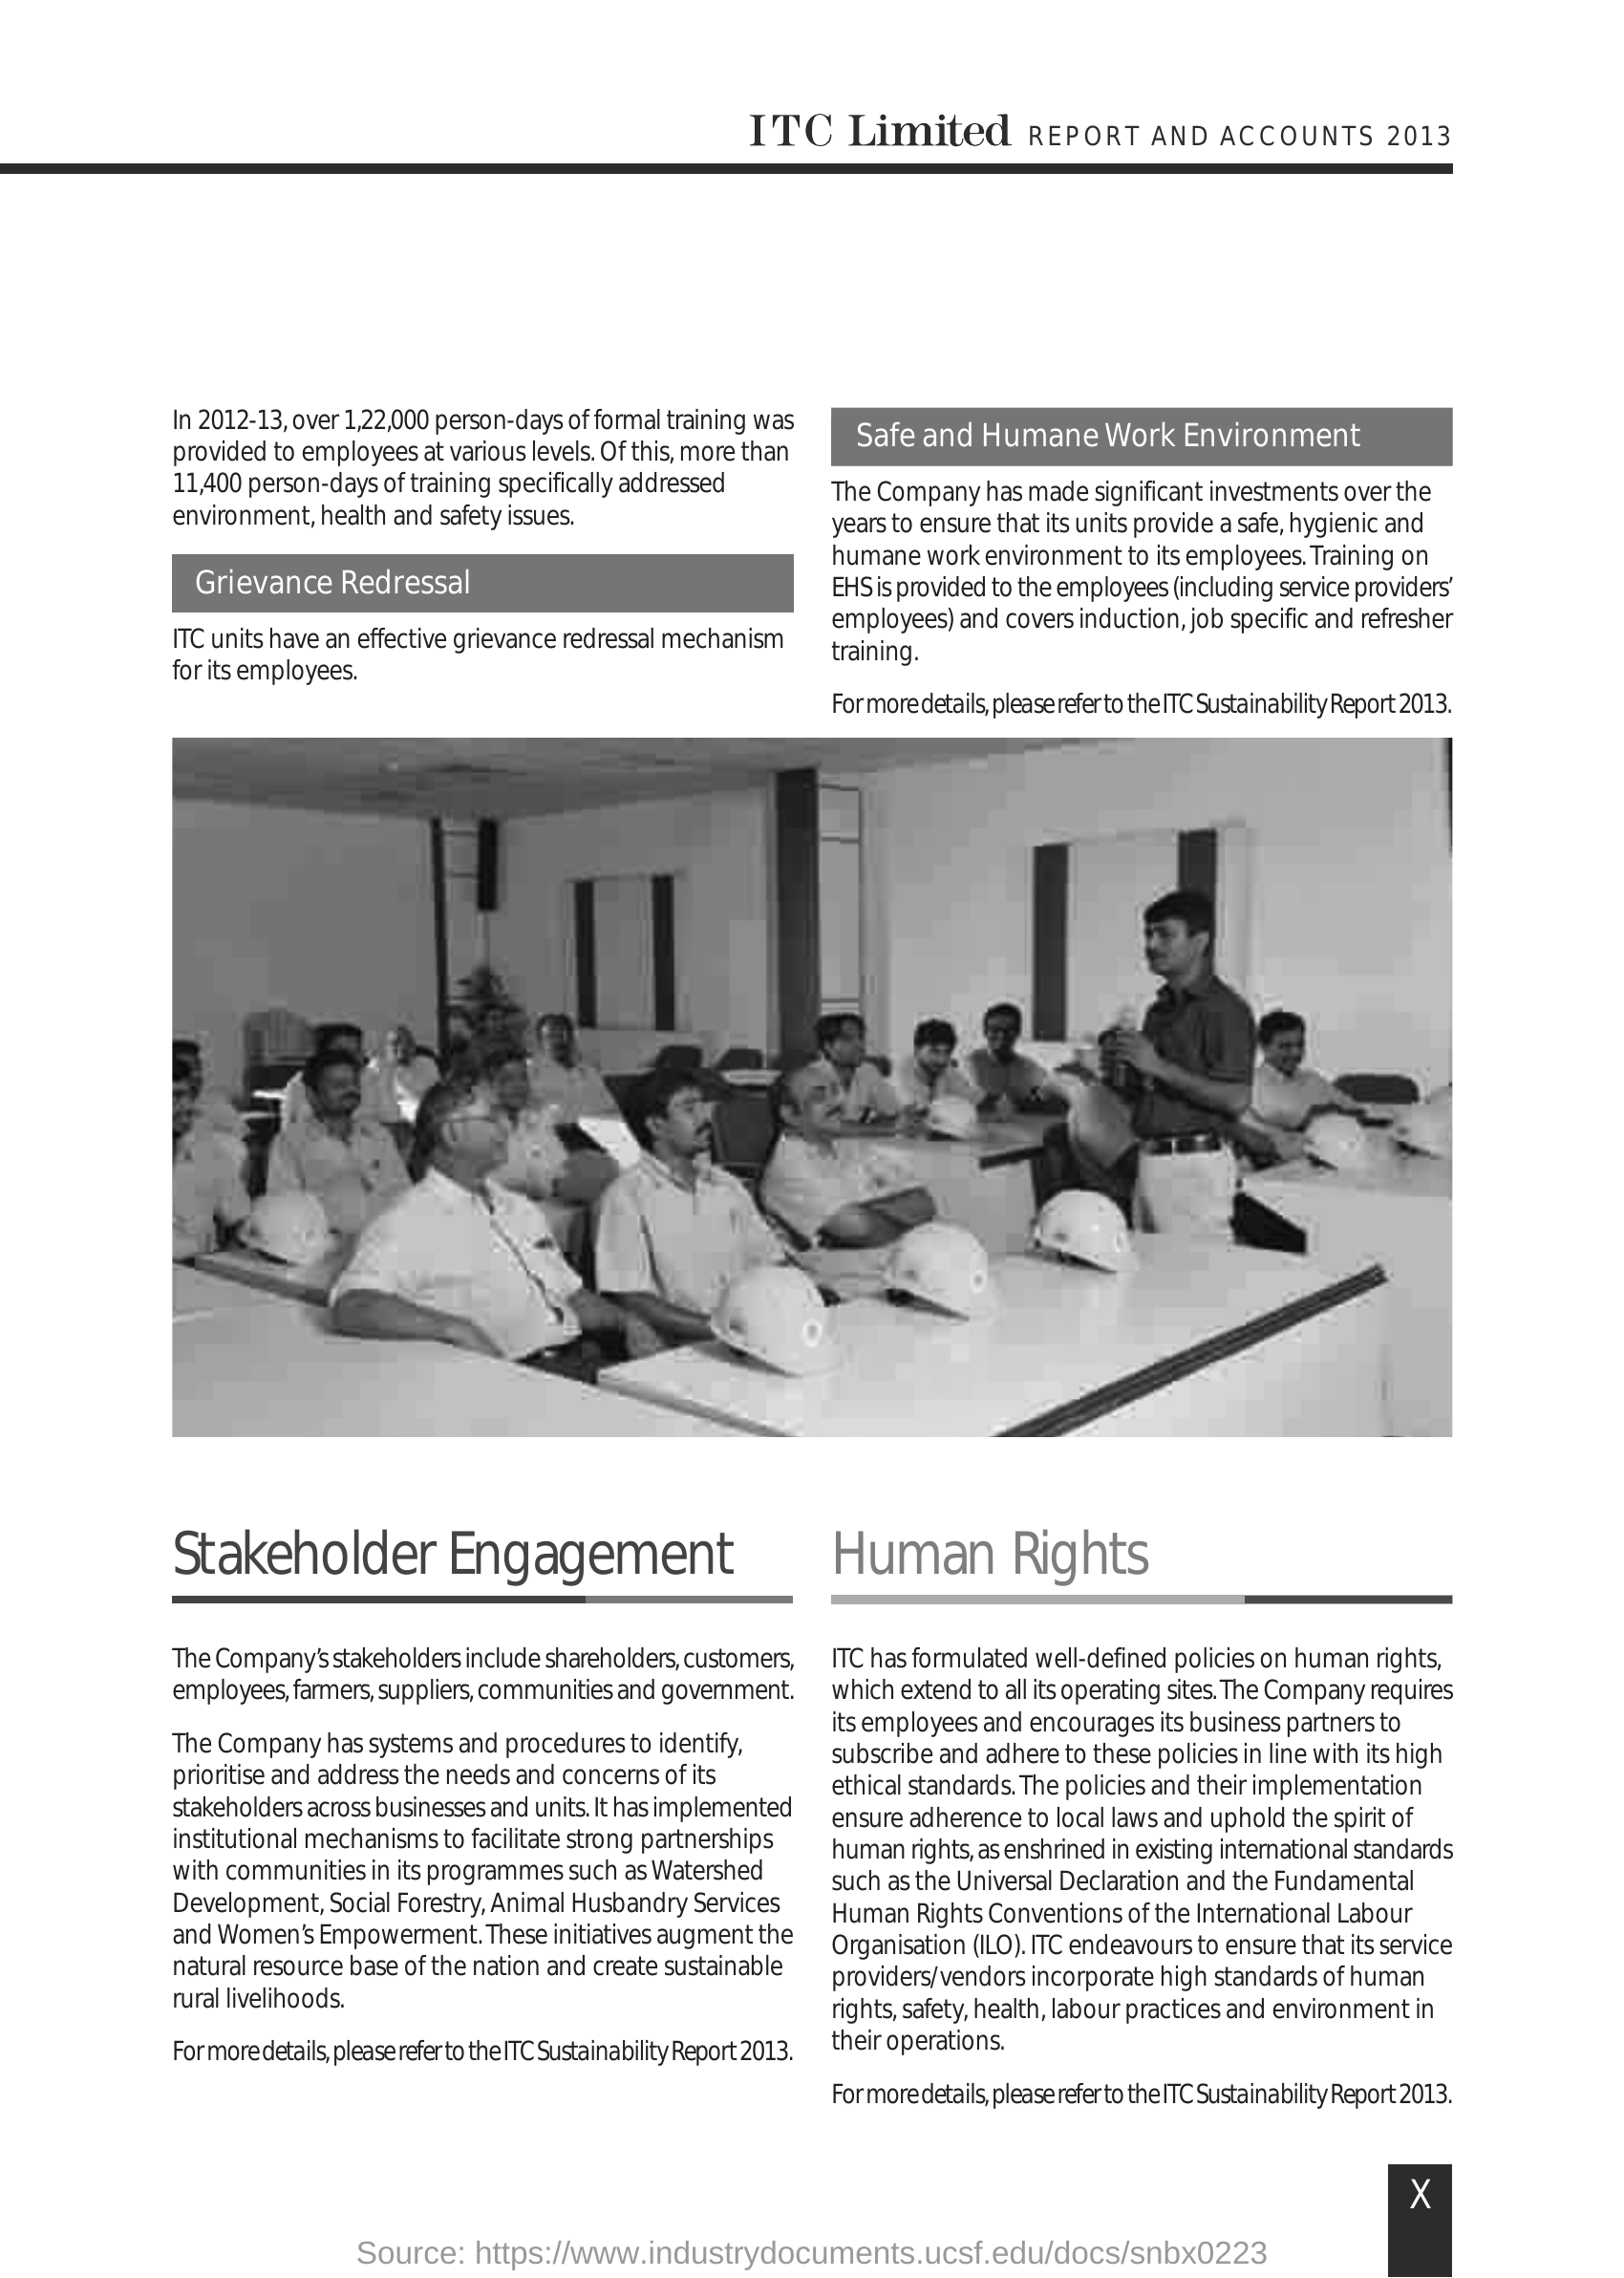 ITC Limited REPORT AND ACCOUNTS 2013
In 2012-13, over 1,22,000 person-days of formal training was
provided to employees at various levels. Of this, more than
11,400 person-days of training specifically addressed
environment, health and safety issues.
Grievance Redressal
ITC units have an effective grievance redressal mechanism
for its employees.
Safe and Humane Work Environment
The Company has made significant investments over the
years to ensure that its units provide a safe, hygienic and
humane work environment to its employees. Training on
EHS is provided to the employees (including service providers’
employees) and covers induction, job specific and refresher
training.
For more details, please refer to the ITC Sustainability Report 2013.
Stakeholder Engagement
The Company’s stakeholders include shareholders, customers,
employees, farmers, suppliers, communities and government.
The Company has systems and procedures to identify,
prioritise and address the needs and concerns of its
stakeholders across businesses and units. It has implemented
institutional mechanisms to facilitate strong partnerships
with communities in its programmes such as Watershed
Development, Social Forestry, Animal Husbandry Services
and Women’s Empowerment. These initiatives augment the
natural resource base of the nation and create sustainable
rural livelihoods.
For more details, please refer to the ITC Sustainability Report 2013.
Human Rights
ITC has formulated well-defined policies on human rights,
which extend to all its operating sites. The Company requires
its employees and encourages its business partners to
subscribe and adhere to these policies in line with its high
ethical standards. The policies and their implementation
ensure adherence to local laws and uphold the spirit of
human rights, as enshrined in existing international standards
such as the Universal Declaration and the Fundamental
Human Rights Conventions of the International Labour
Organisation (ILO). ITC endeavours to ensure that its service
providers/vendors incorporate high standards of human
rights, safety, health, labour practices and environment in
their operations.
For more details, please refer to the ITC Sustainability Report 2013.
X
Source: https://www.industrydocuments.ucsf.edu/docs/snbx0223